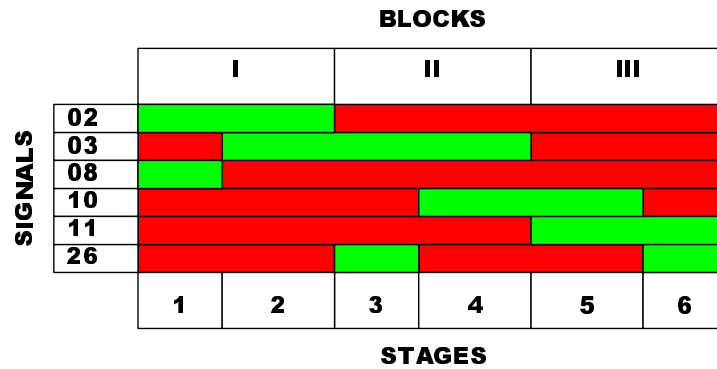 BLOCKS
I II III
SIGNALS
02
03
08
10
11
26
1 2 3 4 5 6
STAGES